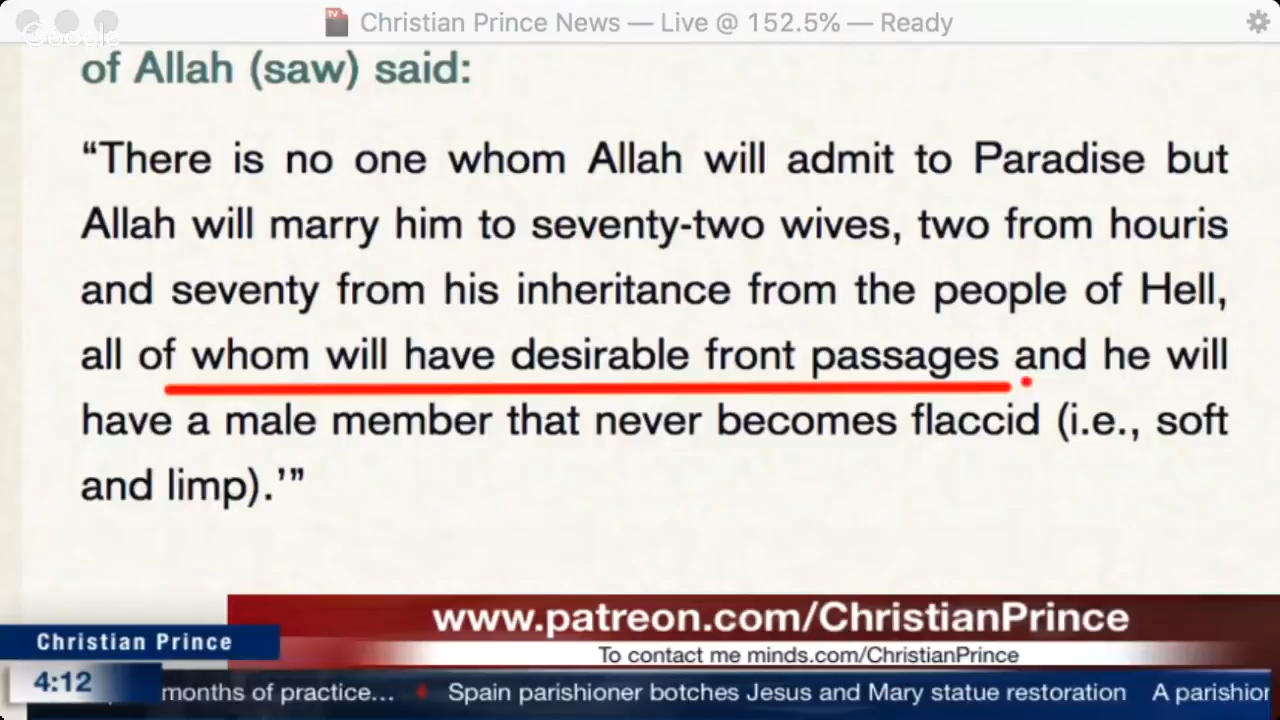 Christian Prince News — Live @ 152.5% — Ready
Google
of Allah (saw) said:
“There is no one whom Allah will admit to Paradise but
Allah will marry him to seventy-two wives, two from houris
and seventy from his inheritance from the people of Hell,
all of whom will have desirable front passages and he will
have a male member that never becomes flaccid (i.e., soft
and limp).’”
www.patreon.com/ChristianPrince
Christian Prince
To contact me minds.com/ChristianPrince
4:12
months of practice... Spain parishioner botches Jesus and Mary statue restoration A parishior